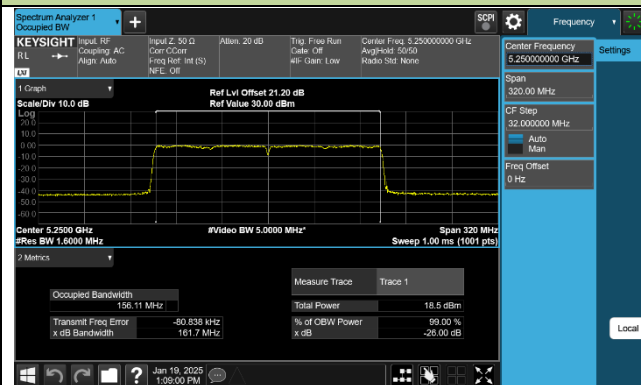 Spectrum Analyzer 1
Occupied BW
SCPI
Frequency
KEYSIGHT Input: RF Input Z: 50 Ω Atten: 20 dB Trig: Free Run Center Freq: 5.250000000 GHz
RL Coupling: AC Corr CCorr Gate: Off Avg|Hold: 50/50
Align: Auto Freq Ref: Int (S) #IF Gain: Low Radio Std: None
NFE: Off
LXI
Center Frequency
5.250000000 GHz
Settings
Span
320.00 MHz
CF Step
32.000000 MHz
Auto
Man
Freq Offset
0 Hz
1 Graph
Ref Lvl Offset 21.20 dB
Scale/Div 10.0 dB Ref Value 30.00 dBm
Log
20.0
10.0
0.00
-10.0
-20.0
-30.0
-40.0
-50.0
-60.0
Center 5.2500 GHz #Video BW 5.0000 MHz* Span 320 MHz
#Res BW 1.6000 MHz Sweep 1.00 ms (1001 pts)
2 Metrics
Measure Trace Trace 1
Occupied Bandwidth
156.11 MHz Total Power 18.5 dBm
Transmit Freq Error -80.838 kHz % of OBW Power 99.00 %
x dB Bandwidth 161.7 MHz x dB -26.00 dB
Local
Jan 19, 2025
1:09:00 PM